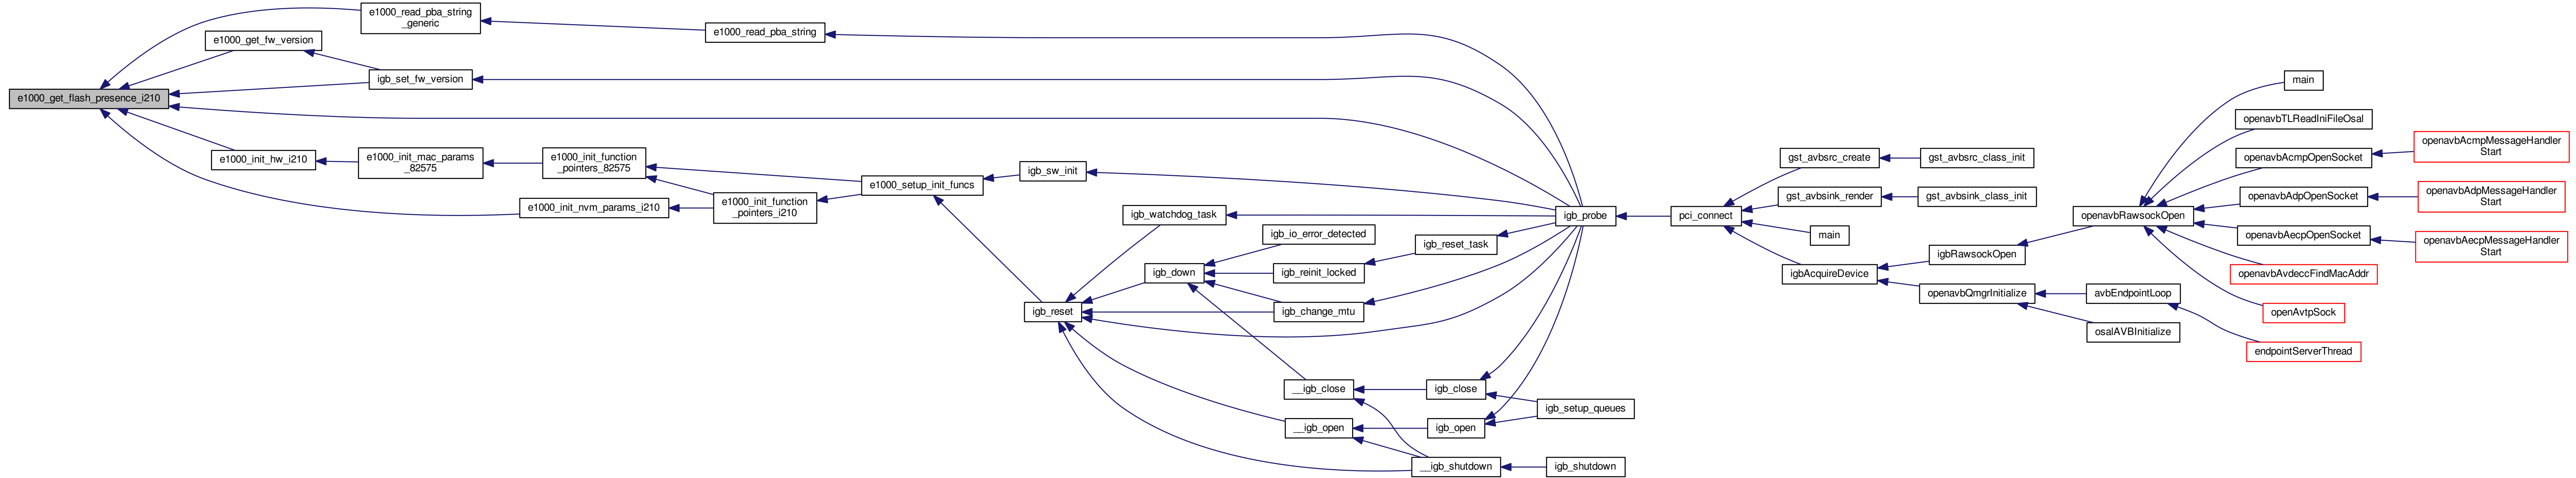 e1000_get_flash_presence_i210
e1000_read_pba_string
_generic
e1000_get_fw_version
igb_set_fw_version
e1000_init_hw_i210
e1000_read_pba_string
e1000_init_mac_params
_82575
e1000_init_function
_pointers_82575
e1000_init_nvm_params_i210
e1000_init_function
_pointers_i210
e1000_setup_init_funcs
igb_sw_init
igb_reset
igb_watchdog_task
igb_down
igb_io_error_detected
igb_reinit_locked
igb_reset_task
igb_change_mtu
__igb_close
igb_close
__igb_open
igb_open
igb_setup_queues
__igb_shutdown
igb_shutdown
igb_probe
pci_connect
gst_avbsrc_create
gst_avbsrc_class_init
gst_avbsink_render
gst_avbsink_class_init
main
igbAcquireDevice
igbRawsockOpen
openavbQmgrInitialize
avbEndpointLoop
osalAVBInitialize
endpointServerThread
openavbRawsockOpen
main
openavbTLReadIniFileOsal
openavbAcmpOpenSocket
openavbAcmpMessageHandler
Start
openavbAdpOpenSocket
openavbAdpMessageHandler
Start
openavbAecpOpenSocket
openavbAecpMessageHandler
Start
openavbAvdeccFindMacAddr
openAvtpSock